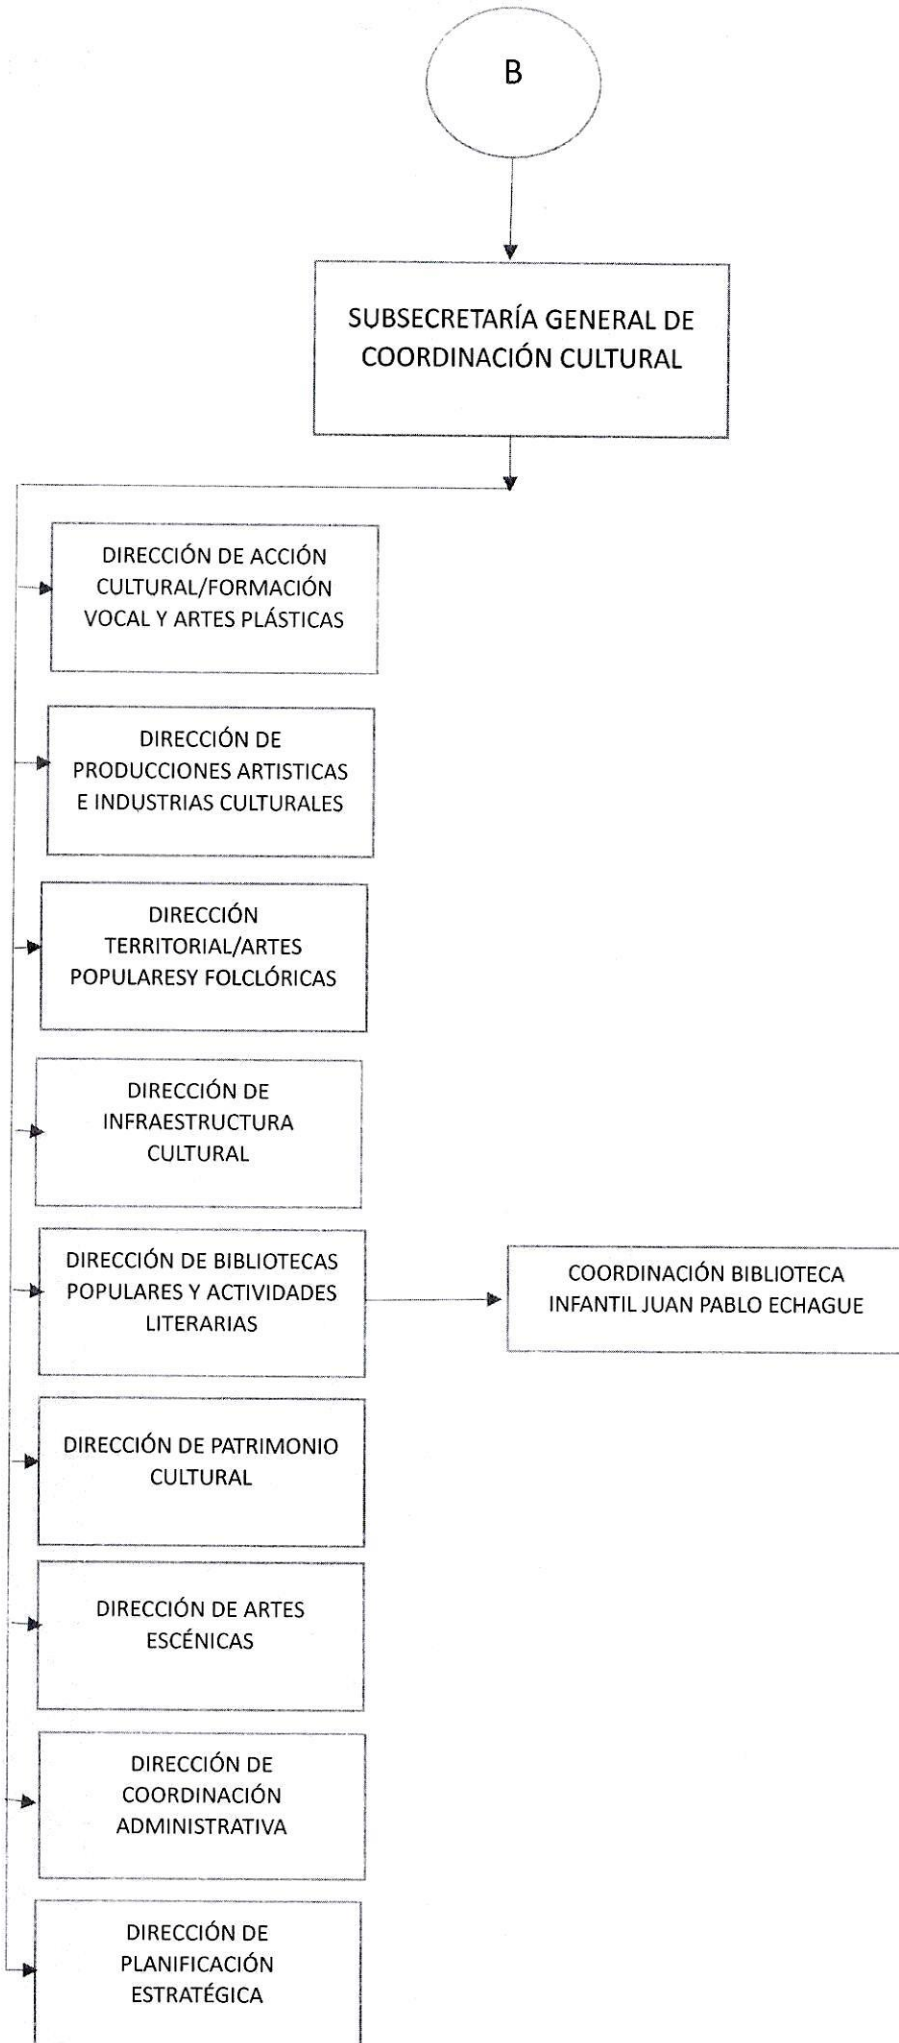 B
SUBSECRETARÍA GENERAL DE
COORDINACIÓN CULTURAL
DIRECCIÓN DE ACCIÓN
CULTURAL/FORMACIÓN
VOCAL Y ARTES PLÁSTICAS
DIRECCIÓN DE
PRODUCCIONES ARTISTICAS
E INDUSTRIAS CULTURALES
DIRECCIÓN
TERRITORIAL/ARTES
POPULARESY FOLCLÓRICAS
DIRECCIÓN DE
INFRAESTRUCTURA
CULTURAL
DIRECCIÓN DE BIBLIOTECAS
POPULARES Y ACTIVIDADES
LITERARIAS
COORDINACIÓN BIBLIOTECA
INFANTIL JUAN PABLO ECHAGUE
DIRECCIÓN DE PATRIMONIO
CULTURAL
DIRECCIÓN DE ARTES
ESCÉNICAS
DIRECCIÓN DE
COORDINACIÓN
ADMINISTRATIVA
DIRECCIÓN DE
PLANIFICACIÓN
ESTRATÉGICA